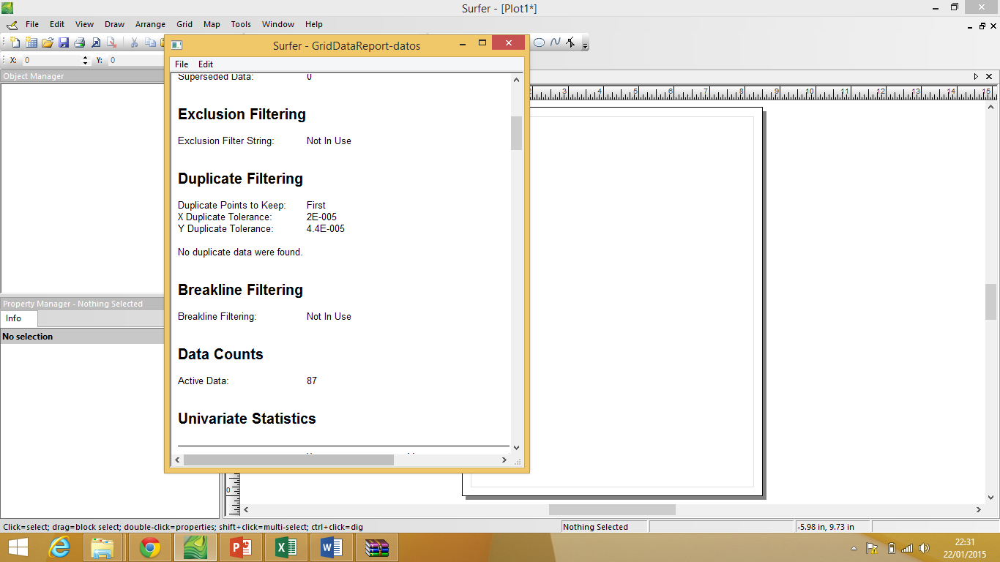 Surfer - [Plot1*]
File Edit View Draw Arrange Grid Map Tools Window Help
X: 0 Y: 0
Object Manager
Surfer - GridDataReport-datos
File Edit
Superseded Data: 0
Exclusion Filtering
Exclusion Filter String: Not In Use
Duplicate Filtering
Duplicate Points to Keep: First
X Duplicate Tolerance: 2E-005
Y Duplicate Tolerance: 4.4E-005
No duplicate data were found.
Breakline Filtering
Breakline Filtering: Not In Use
Data Counts
Active Data: 87
Univariate Statistics
2 3 4 5 6 7 8 9 10 11 12 13 14 15
Property Manager - Nothing Selected
Info
No selection
0
Click=select; drag=block select; double-click=properties; shift+click=multi-select; ctrl+click=dig
Nothing Selected
-5.98 in, 9.73 in
22:31
22/01/2015